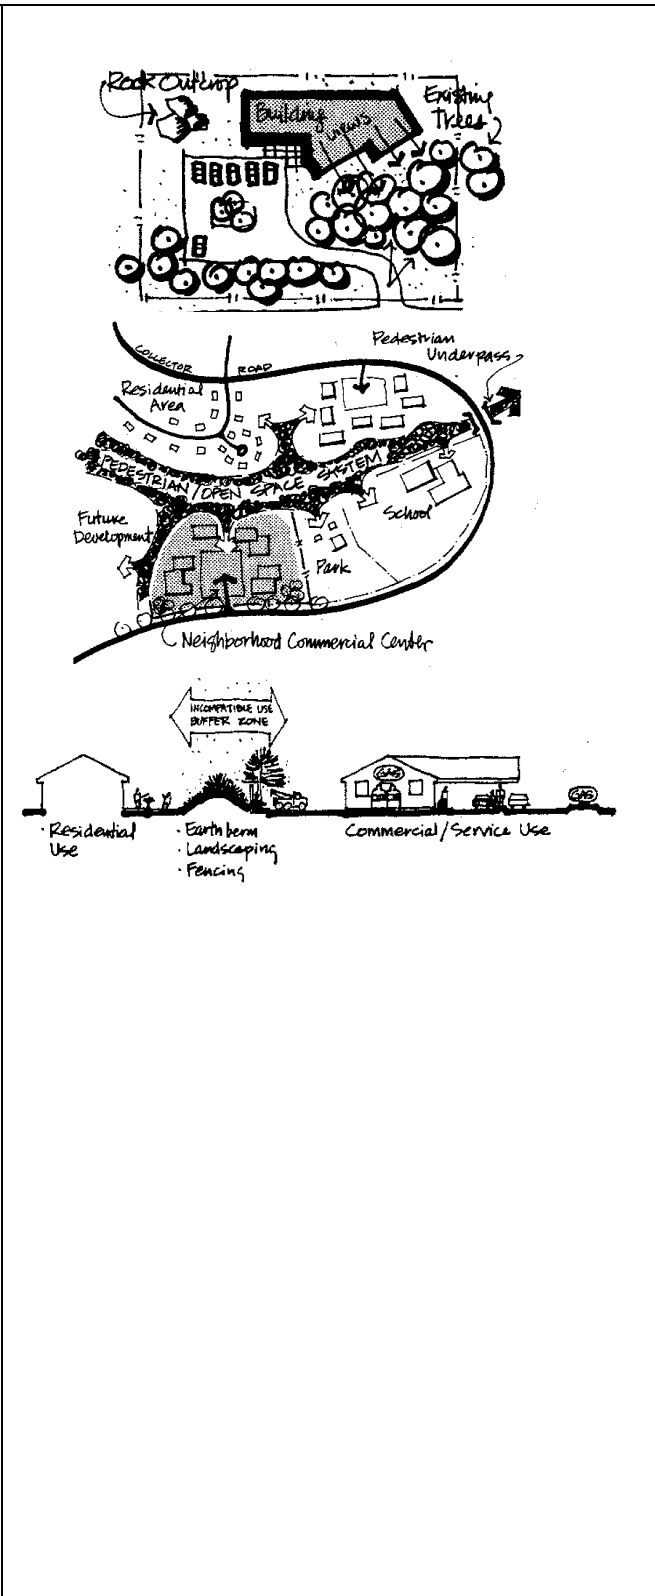 Rock Outcrop
Building
VIEWS
Existing
Trees
Pedestrian
Underpass
COLLECTOR ROAD
Residential
Area
PEDESTRIAN/OPEN SPACE SYSTEM
School
Future
Development
Park
Neighborhood Commercial Center
INCOMPATIBLE USE
BUFFER ZONE
GAS
GAS
· Residential
Use
· Earth berm
· Landscaping
· Fencing
Commercial/Service Use